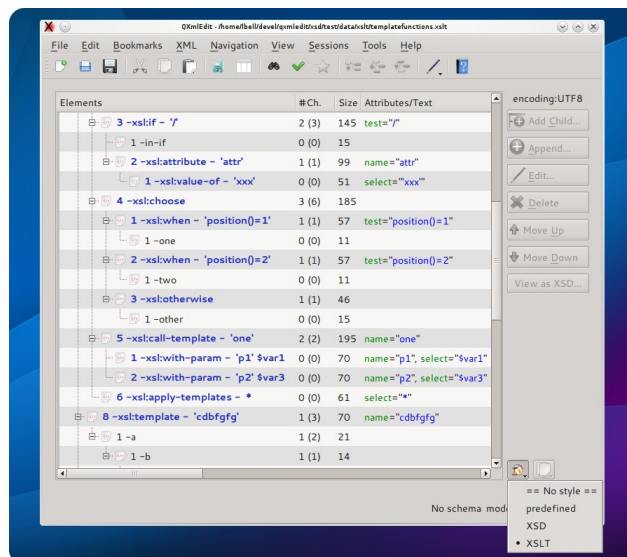 QXmlEdit - /home/lbell/devel/qxmledit/xsd/test/data/xslt/templatefunctions.xslt
File Edit Bookmarks XML Navigation View Sessions Tools Help
Elements #Ch. Size Attributes/Text
3 -xsl:if - '/' 2 (3) 145 test="/"
1 -in-if 0 (0) 15
2 -xsl:attribute - 'attr' 1 (1) 99 name="attr"
1 -xsl:value-of - 'xxx' 0 (0) 51 select="'xxx'"
4 -xsl:choose 3 (6) 185
1 -xsl:when - 'position()=1' 1 (1) 57 test="position()=1"
1 -one 0 (0) 11
2 -xsl:when - 'position()=2' 1 (1) 57 test="position()=2"
1 -two 0 (0) 11
3 -xsl:otherwise 1 (1) 46
1 -other 0 (0) 15
5 -xsl:call-template - 'one' 2 (2) 195 name="one"
1 -xsl:with-param - 'p1' $var1 0 (0) 70 name="p1", select="$var1"
2 -xsl:with-param - 'p2' $var3 0 (0) 70 name="p2", select="$var3"
6 -xsl:apply-templates - * 0 (0) 61 select="*"
8 -xsl:template - 'cdbfgfg' 1 (3) 70 name="cdbfgfg"
1 -a 1 (2) 21
1 -b 1 (1) 14
encoding:UTF8
Add Child...
Append...
Edit...
Delete
Move Up
Move Down
View as XSD...
No schema
== No style ==
predefined
XSD
• XSLT